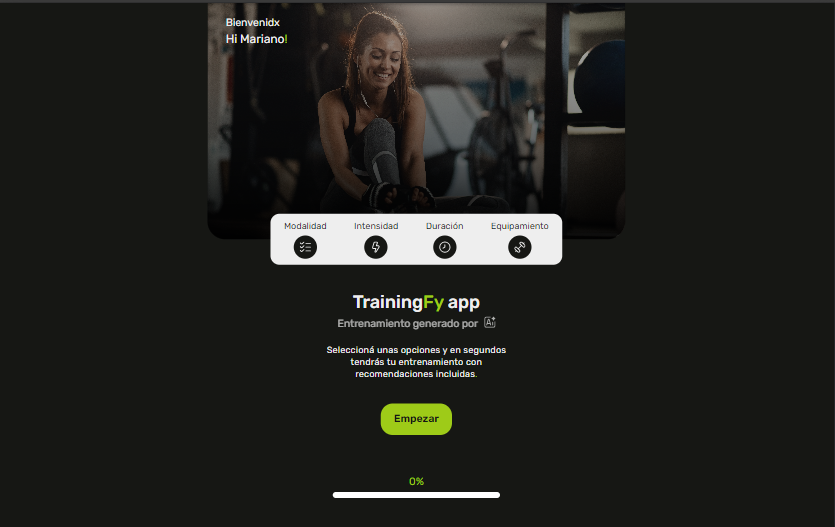 Bienvenidx
Hi Mariano!
Modalidad Intensidad Duración Equipamiento
TrainingFy app
Entrenamiento generado por AI
Seleccioná unas opciones y en segundos
tendrás tu entrenamiento con
recomendaciones incluidas.
Empezar
0%